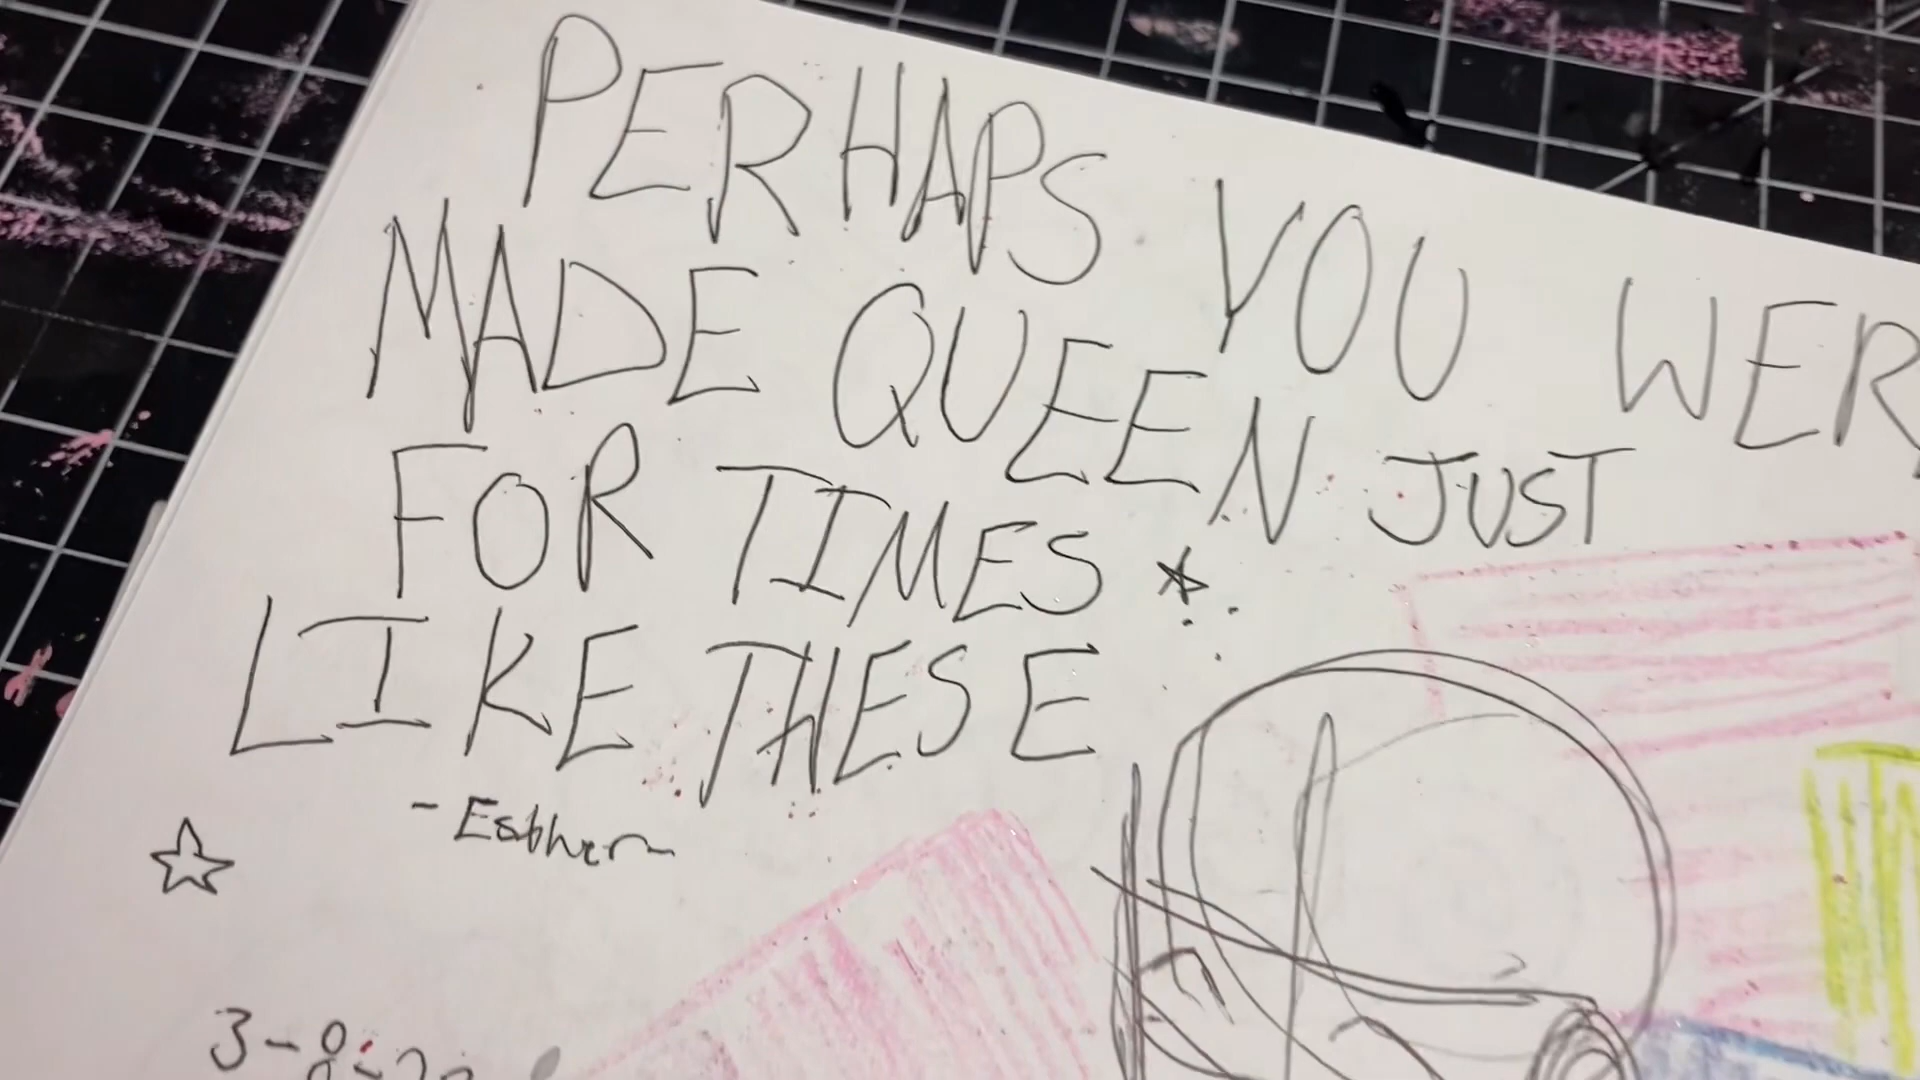 PERHAPS YOU WER
MADE QUEEN JUST
FOR TIMES
LIKE THESE
- Esther